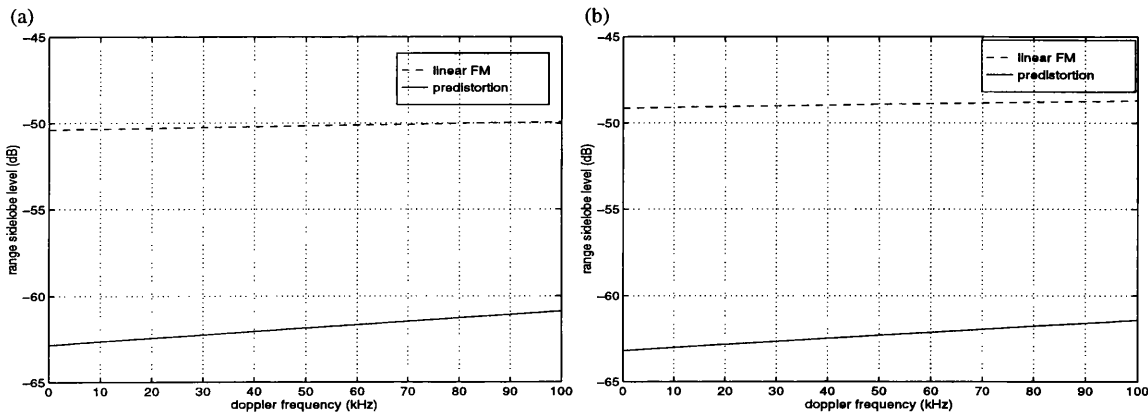 (a)
−45
−50
−55
−60
−65
range sidelobe level (dB)
0 10 20 30 40 50 60 70 80 90 100
doppler frequency (kHz)
linear FM
predistortion
(b)
−45
−50
−55
−60
−65
range sidelobe level (dB)
0 10 20 30 40 50 60 70 80 90 100
doppler frequency (kHz)
linear FM
predistortion